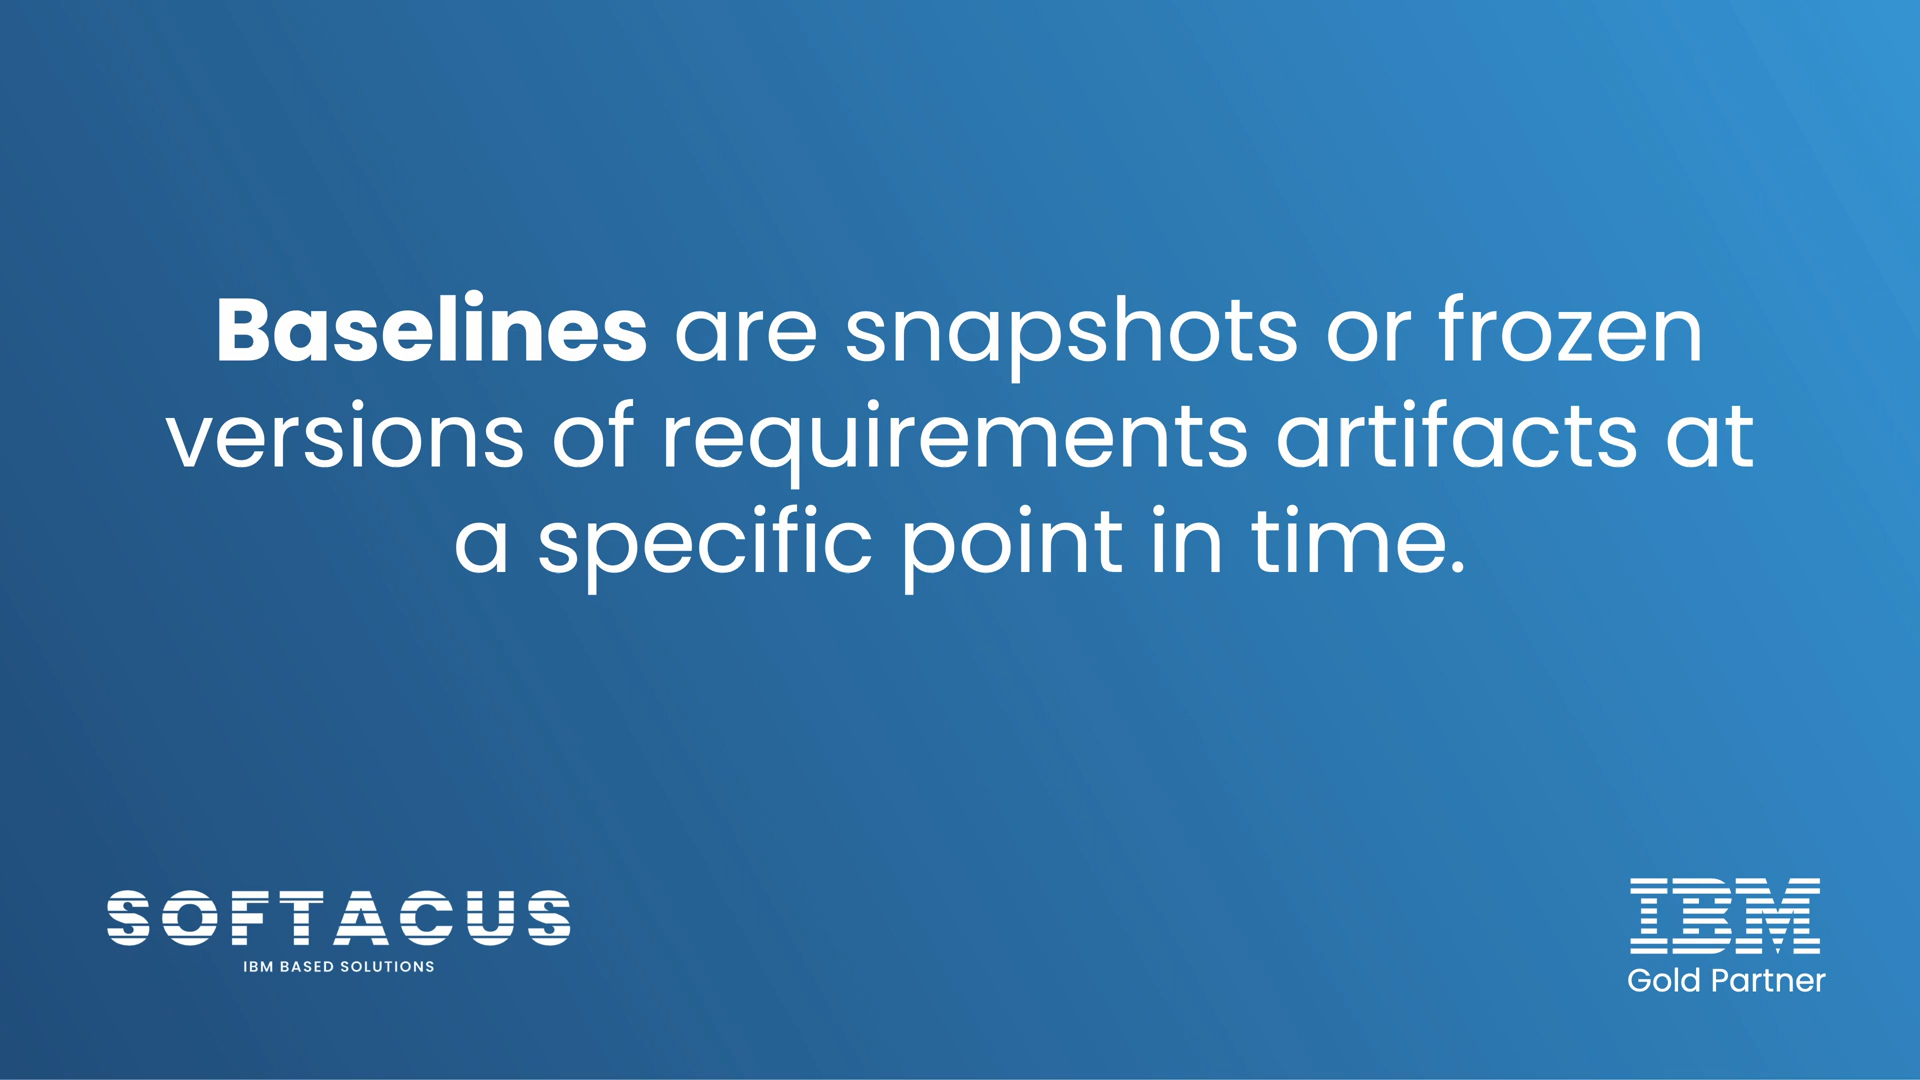 Baselines are snapshots or frozen
versions of requirements artifacts at
a specific point in time.
SOFTACUS
IBM BASED SOLUTIONS
IBM
Gold Partner